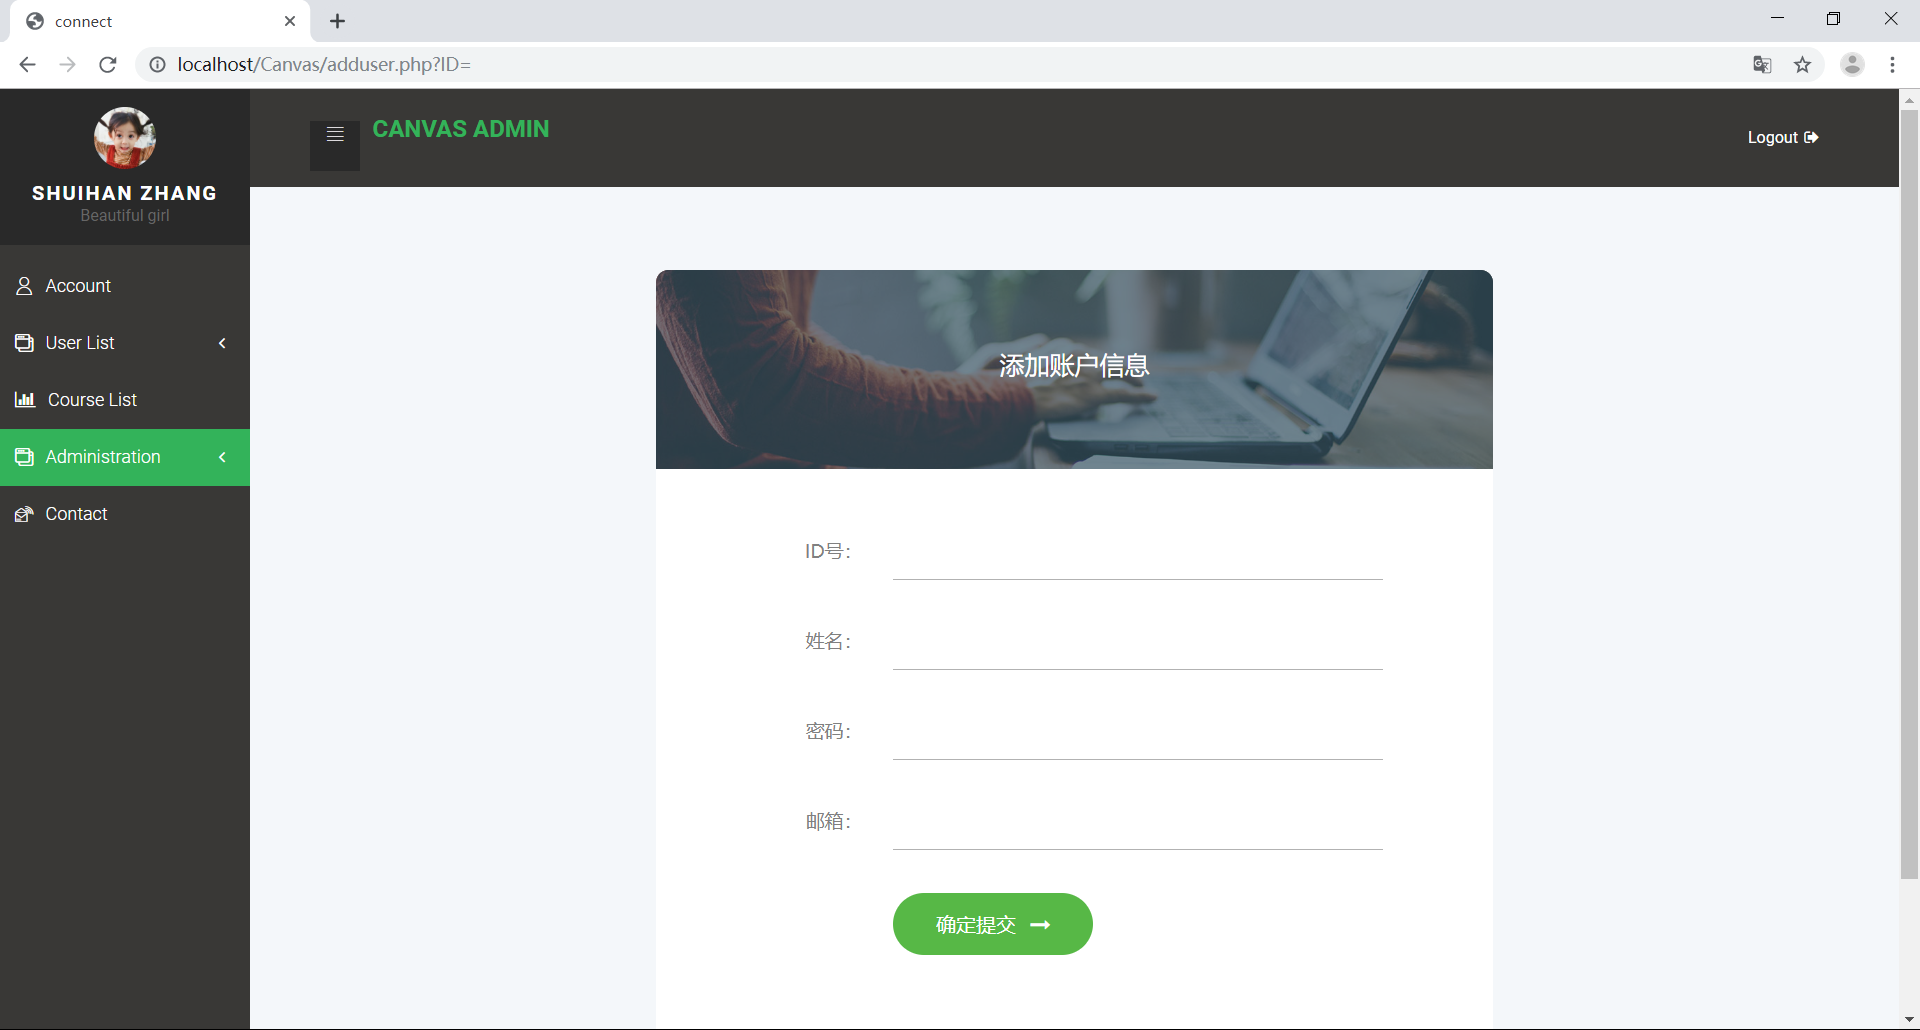 connect
localhost/Canvas/adduser.php?ID=
SHUIHAN ZHANG
Beautiful girl
Account
User List
Course List
Administration
Contact
CANVAS ADMIN
Logout
添加账户信息
ID号：
姓名：
密码：
邮箱：
确定提交